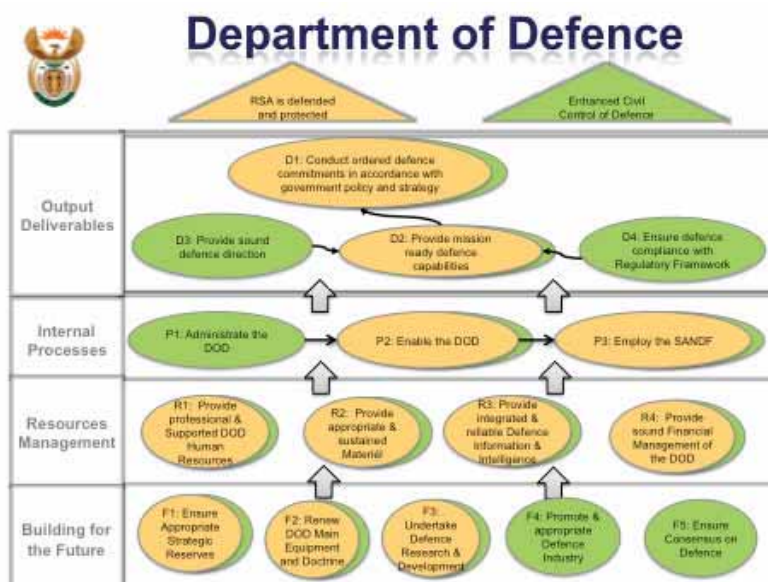 Department of Defence
RSA is defended
and protected
Enhanced Civil
Control of Defence
Output
Deliverables
D1: Conduct ordered defence
commitments in accordance with
government policy and strategy
D3: Provide sound
defence direction
D2: Provide mission
ready defence
capabilities
D4: Ensure defence
compliance with
Regulatory Framework
Internal
Processes
P1: Administrate the
DOD
P2: Enable the DOD
P3: Employ the SANDF
Resources
Management
R1: Provide
professional &
Supported DOD
Human
Resources
R2: Provide
appropriate &
sustained
Materiél
R3: Provide
integrated &
reliable Defence
Information &
Intelligence
R4: Provide
sound Financial
Management of
the DOD
Building for
the Future
F1: Ensure
Appropriate
Strategic
Reserves
F2: Renew
DOD Main
Equipment
and Doctrine
F3:
Undertake
Defence
Research &
Development
F4: Promote &
appropriate
Defence
Industry
F5: Ensure
Consensus on
Defence